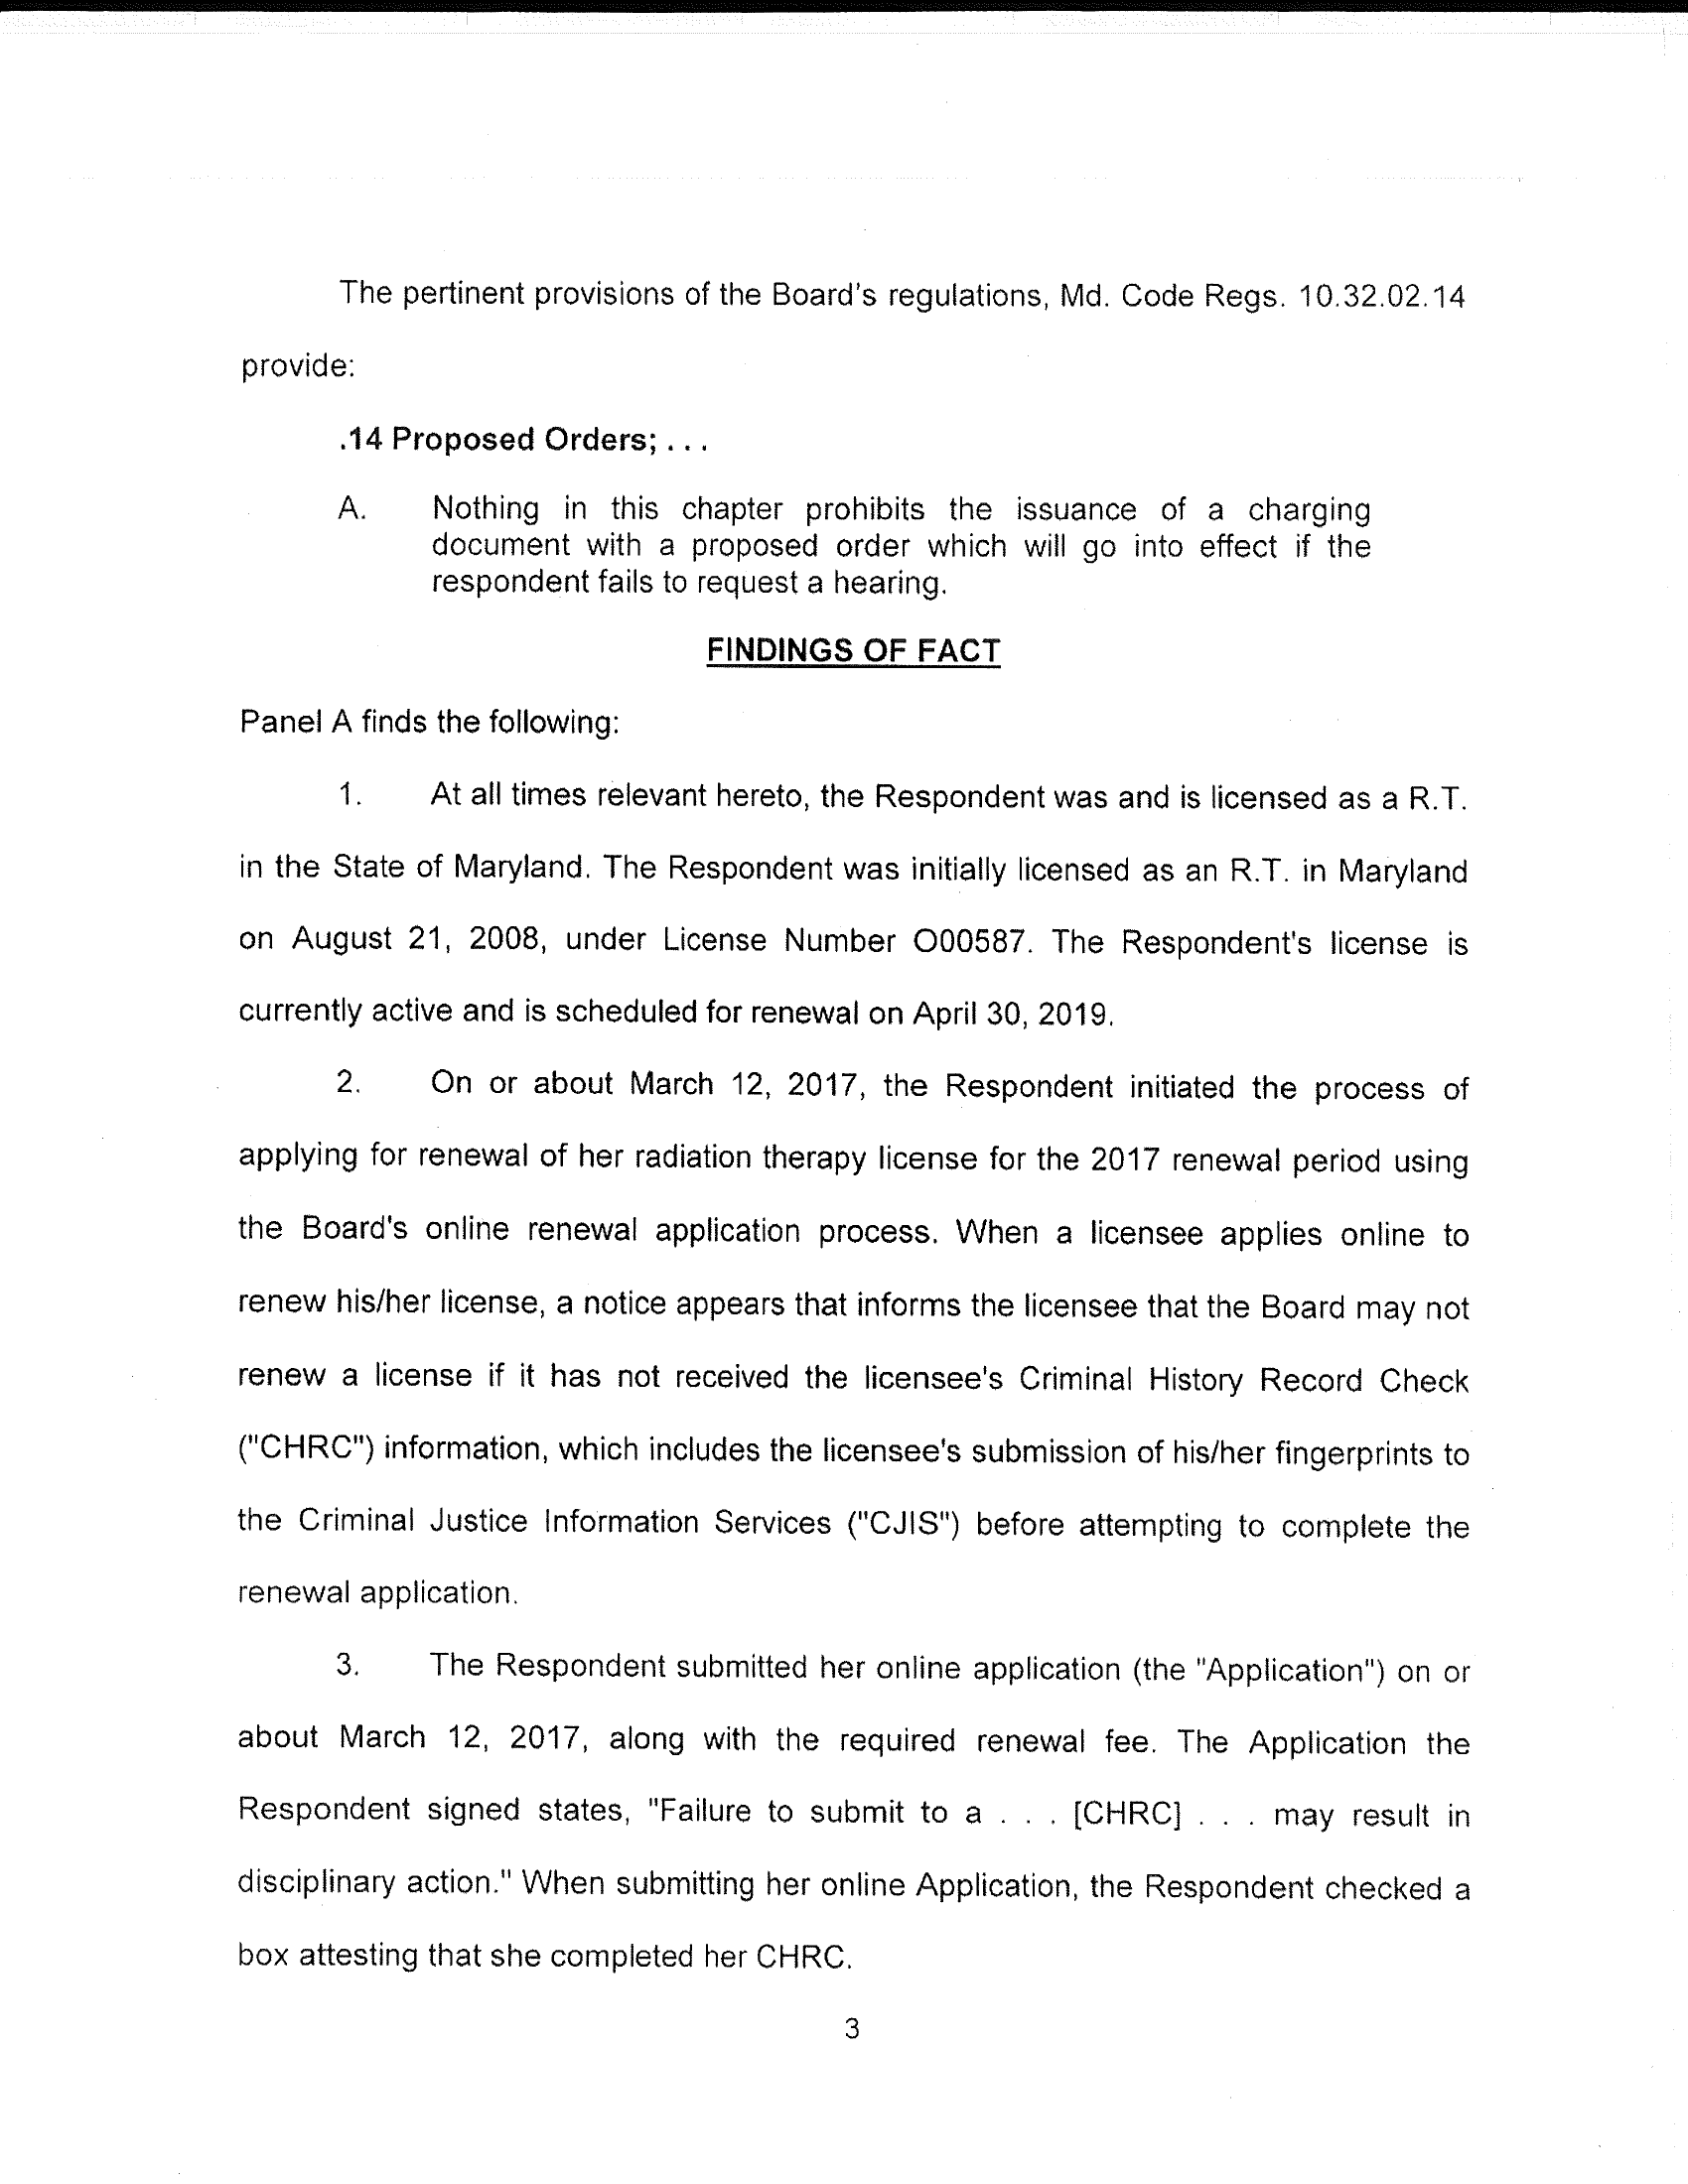 The pertinent provisions of the Board's regulations, Md. Code Regs. 10.32.02.14
provide:
.14 Proposed Orders; . . .
A. Nothing in this chapter prohibits the issuance of a charging
document with a proposed order which will go into effect if the
respondent fails to request a hearing.
FINDINGS OF FACT
Panel A finds the following:
1. At all times relevant hereto, the Respondent was and is licensed as a R.T.
in the State of Maryland. The Respondent was initially licensed as an R.T. in Maryland
on August 21, 2008, under License Number O00587. The Respondent's license is
currently active and is scheduled for renewal on April 30, 2019.
2. On or about March 12, 2017, the Respondent initiated the process of
applying for renewal of her radiation therapy license for the 2017 renewal period using
the Board's online renewal application process. When a licensee applies online to
renew his/her license, a notice appears that informs the licensee that the Board may not
renew a license if it has not received the licensee's Criminal History Record Check
("CHRC") information, which includes the licensee's submission of his/her fingerprints to
the Criminal Justice Information Services ("CJIS") before attempting to complete the
renewal application.
3. The Respondent submitted her online application (the "Application") on or
about March 12, 2017, along with the required renewal fee. The Application the
Respondent signed states, "Failure to submit to a . . . [CHRC] . . . may result in
disciplinary action." When submitting her online Application, the Respondent checked a
box attesting that she completed her CHRC.
3